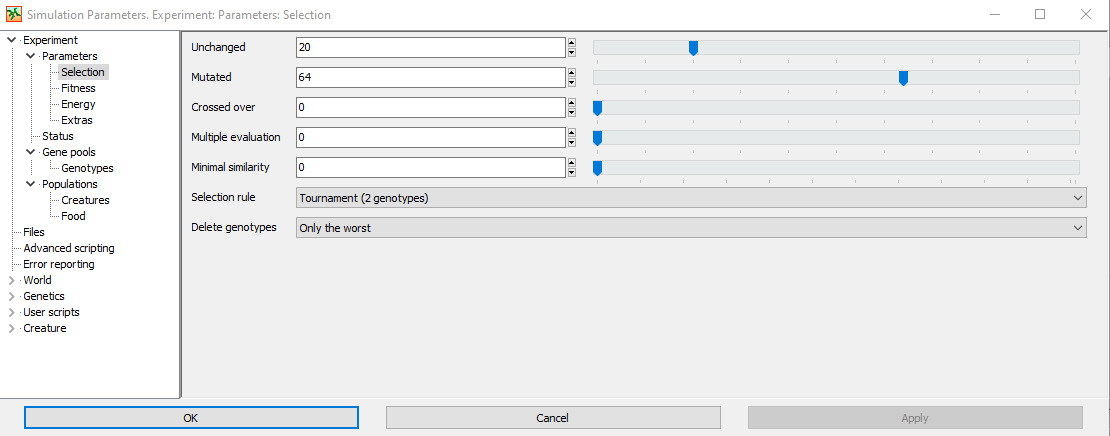 Simulation Parameters. Experiment: Parameters: Selection
Experiment
Parameters
Selection
Fitness
Energy
Extras
Status
Gene pools
Genotypes
Populations
Creatures
Food
Files
Advanced scripting
Error reporting
World
Genetics
User scripts
Creature
Unchanged 20
Mutated 64
Crossed over 0
Multiple evaluation 0
Minimal similarity 0
Selection rule Tournament (2 genotypes)
Delete genotypes Only the worst
OK Cancel Apply